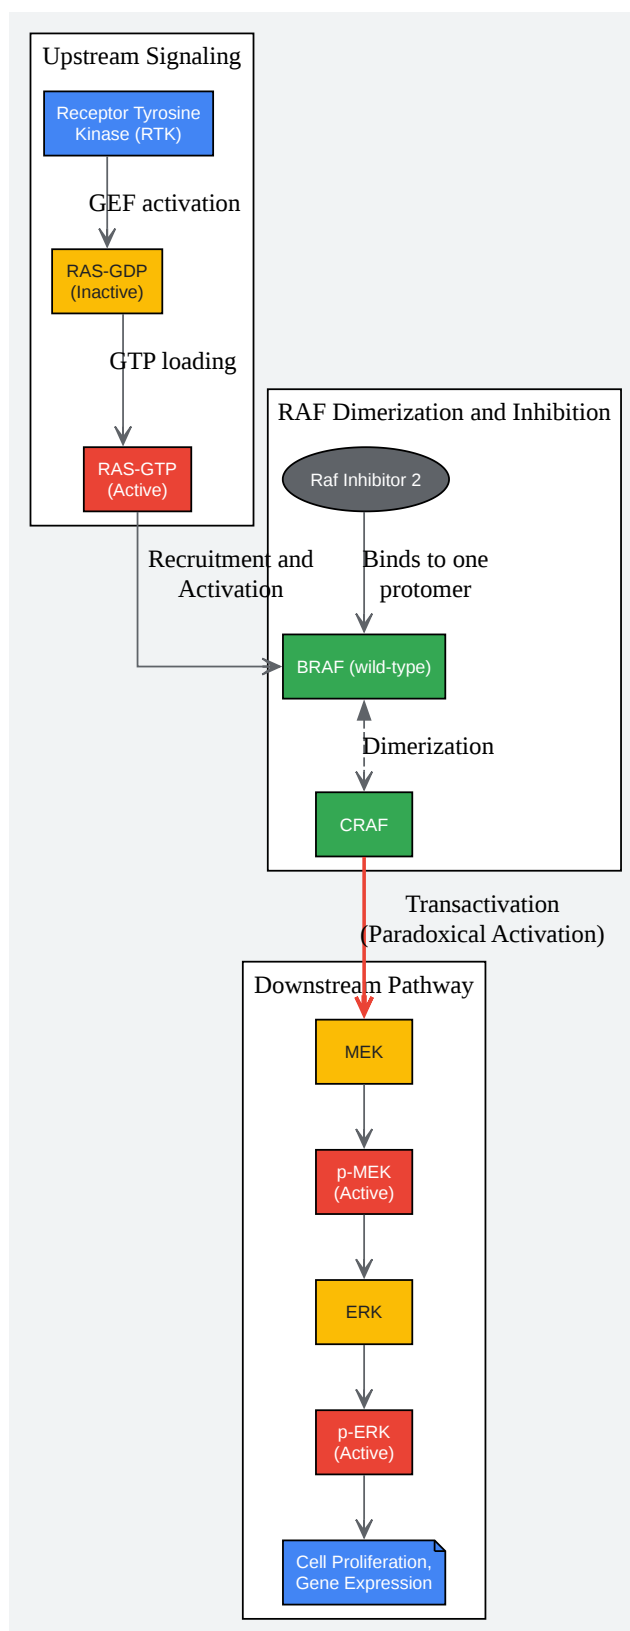 Upstream Signaling
Receptor Tyrosine
Kinase (RTK)
GEF activation
RAS-GDP
(Inactive)
GTP loading
RAS-GTP
(Active)
Recruitment and
Activation
RAF Dimerization and Inhibition
Raf Inhibitor 2
Binds to one
protomer
BRAF (wild-type)
Dimerization
CRAF
Transactivation
(Paradoxical Activation)
Downstream Pathway
MEK
p-MEK
(Active)
ERK
p-ERK
(Active)
Cell Proliferation,
Gene Expression